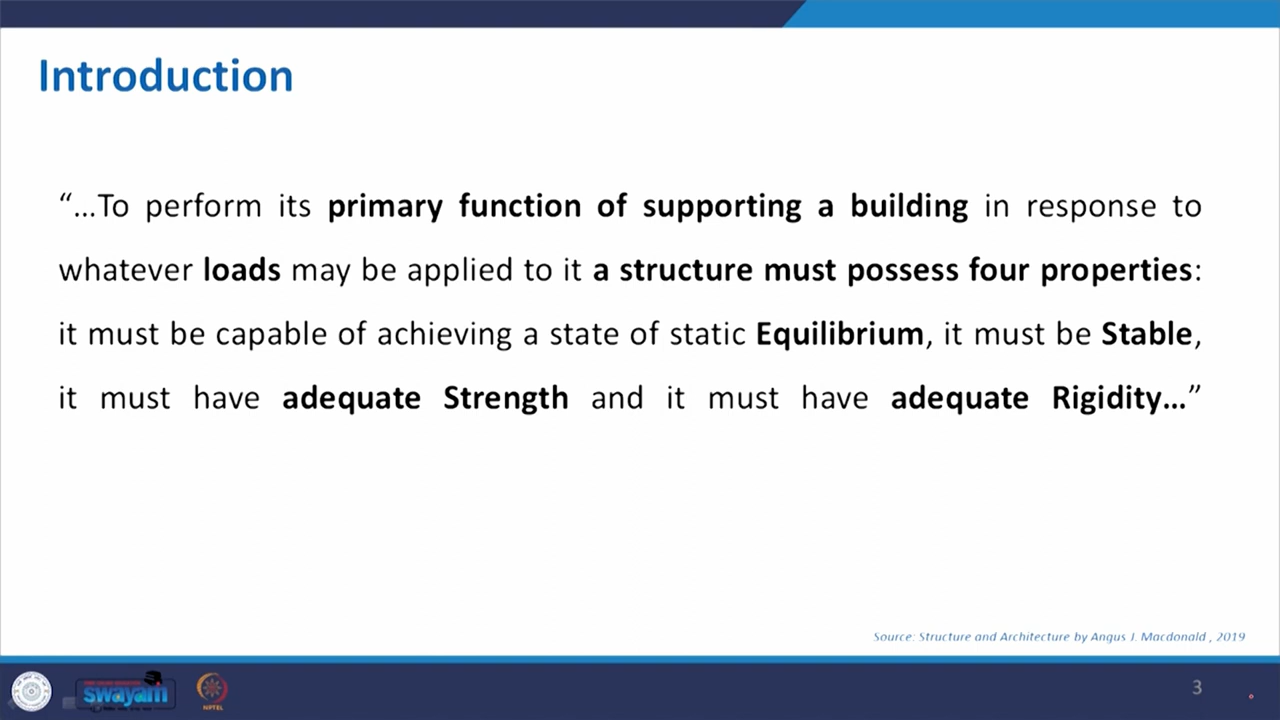 Introduction
“...To perform its primary function of supporting a building in response to
whatever loads may be applied to it a structure must possess four properties:
it must be capable of achieving a state of static Equilibrium, it must be Stable,
it must have adequate Strength and it must have adequate Rigidity...”
Source: Structure and Architecture by Angus J. Macdonald , 2019
swayam
NPTEL
3